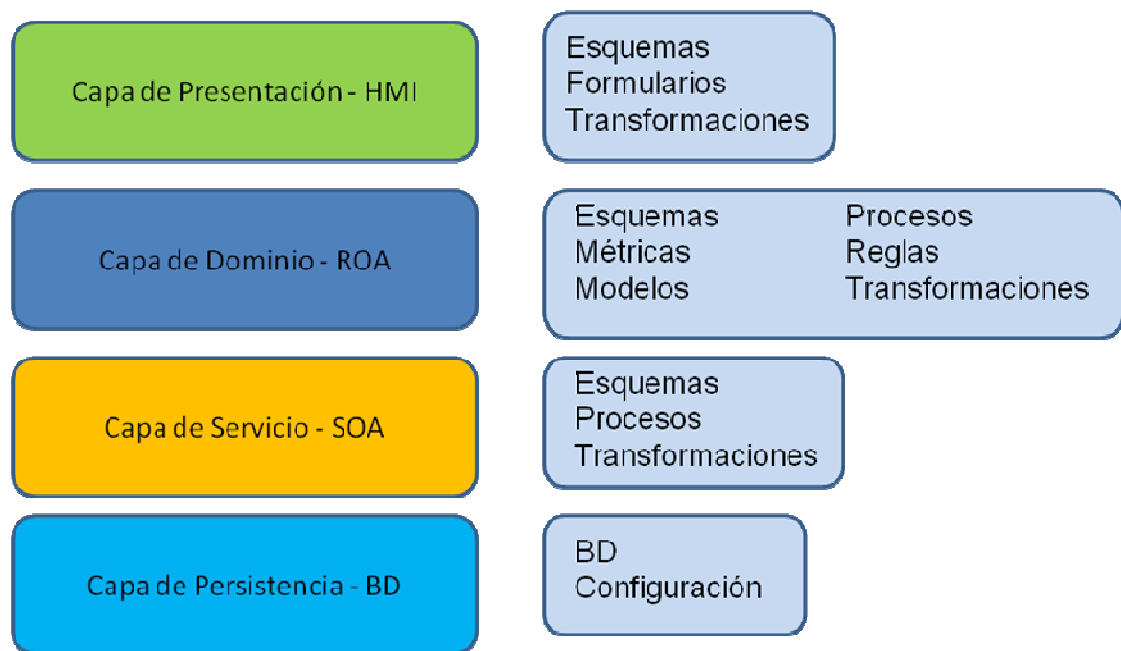 Capa de Presentación - HMI
Esquemas
Formularios
Transformaciones
Capa de Dominio - ROA
Esquemas
Métricas
Modelos
Procesos
Reglas
Transformaciones
Capa de Servicio - SOA
Esquemas
Procesos
Transformaciones
Capa de Persistencia - BD
BD
Configuración